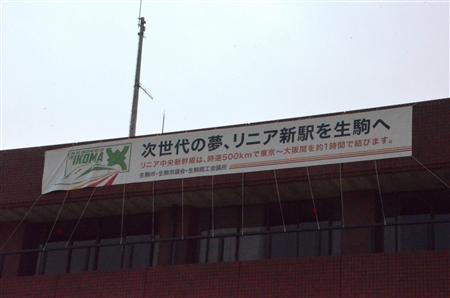 IKOMA
次世代の夢、リニア新駅を生駒へ
リニア中央新幹線は、時速500kmで東京～大阪間を約1時間で結びます。
生駒市・生駒市議会・生駒商工会議所